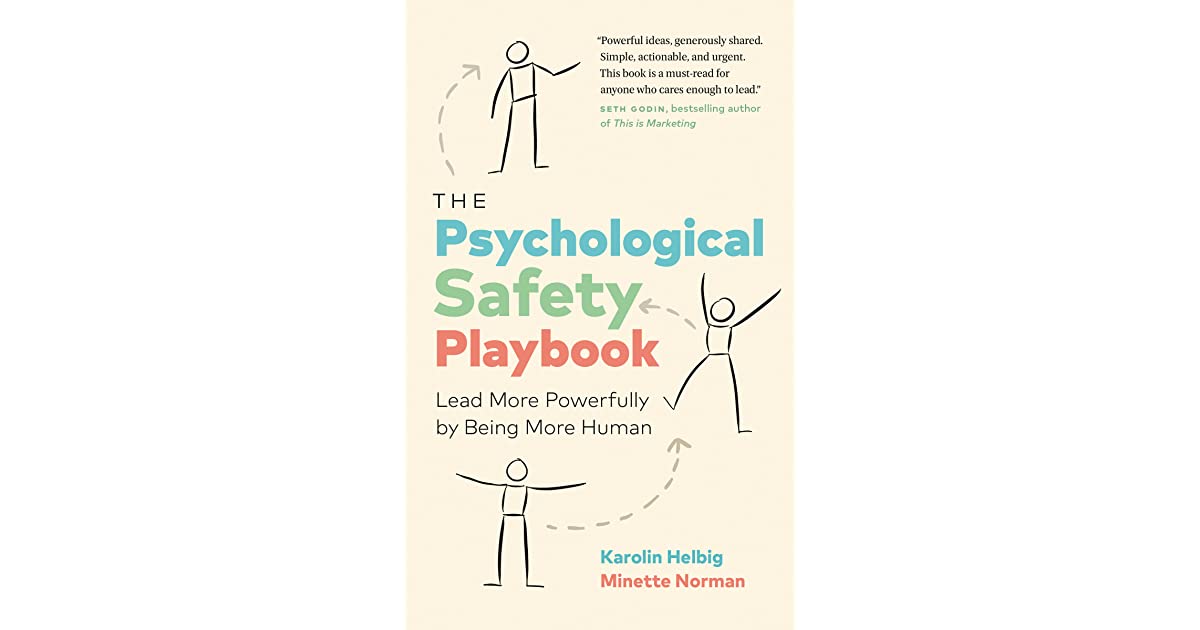 “Powerful ideas, generously shared.
Simple, actionable, and urgent.
This book is a must-read for
anyone who cares enough to lead.”
SETH GODIN, bestselling author
of This is Marketing
THE
Psychological
Safety
Playbook
Lead More Powerfully
by Being More Human
Karolin Helbig
Minette Norman